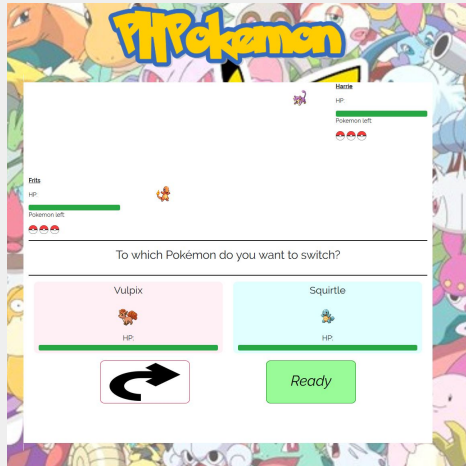 PHPokemon
Harrie
HP:
Pokemon left:
Frits
HP:
Pokemon left:
To which Pokémon do you want to switch?
Vulpix
HP:
Squirtle
HP:
Ready